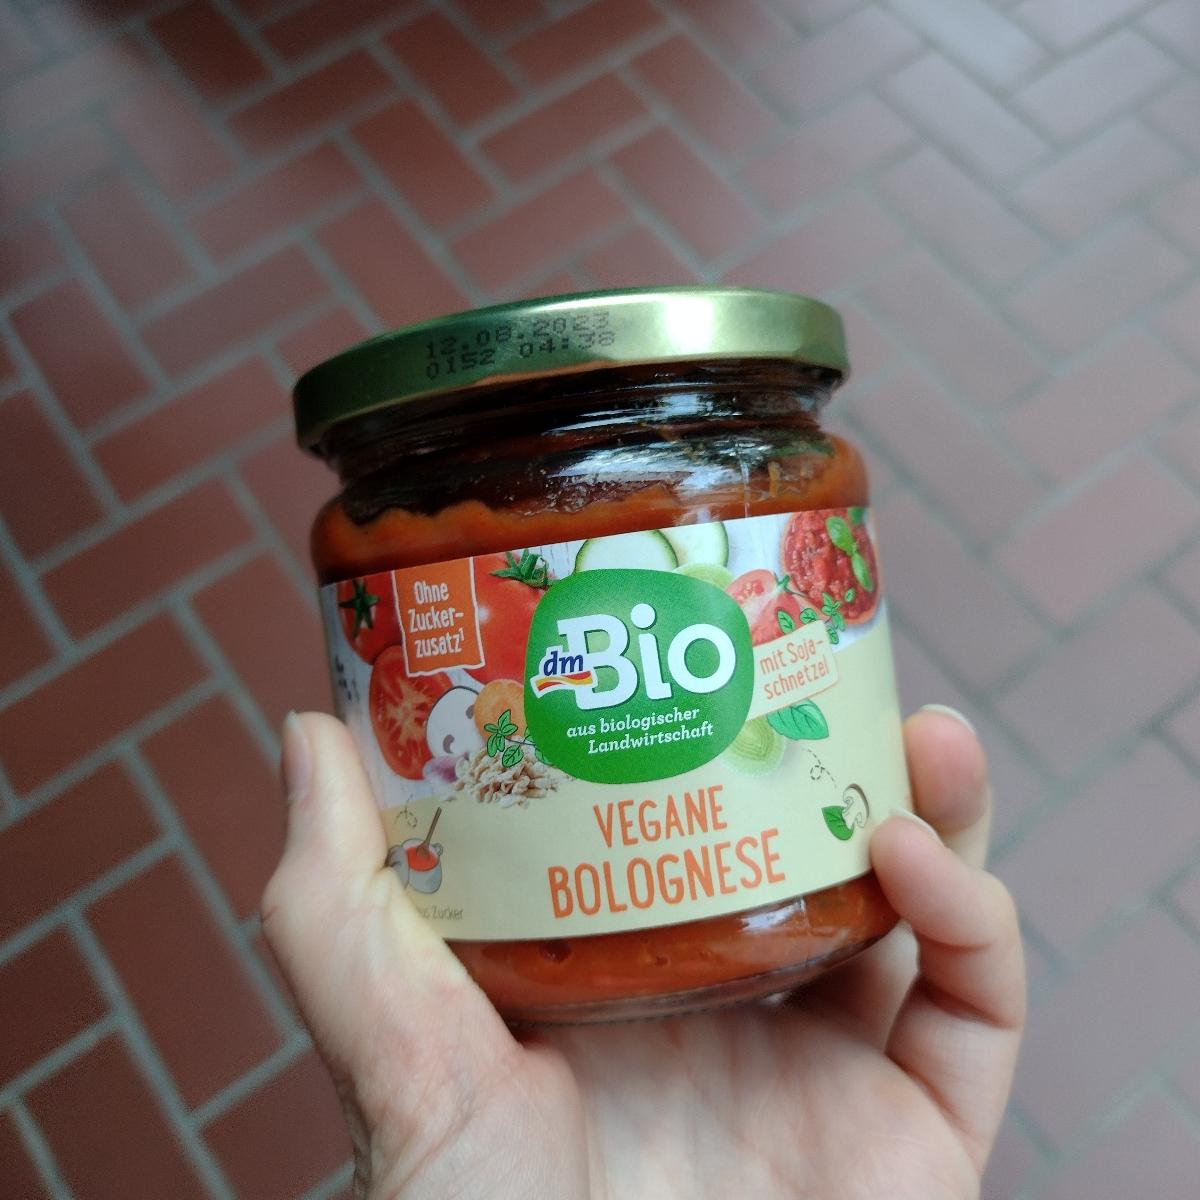 12.08.2023
0152 04:38
Ohne
Zucker-
zusatz¹
dm
Bio
aus biologischer
Landwirtschaft
mit Soja-
schnetzel
VEGANE
BOLOGNESE
Zucker